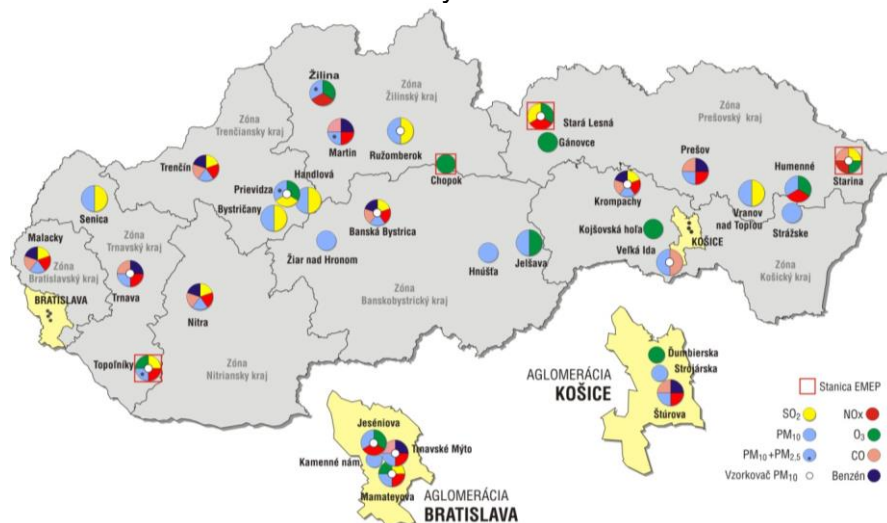 Žilina
Zóna
Žilinský kraj
Zóna
Trenčiansky kraj
Martin
Ružomberok
Trenčín
Handlová
Prievidza
Bystričany
Chopok
Stará Lesná
Gánovce
Zóna
Prešovský kraj
Prešov
Humenné
Starina
Vranov
nad Topľou
Strážske
Krompachy
Kojšovská hoľa
Veľká Ida
KOŠICE
Zóna
Košický kraj
Senica
Malacky
Zóna
Trnavský kraj
Zóna
Bratislavský kraj
BRATISLAVA
Trnava
Nitra
Topoľníky
Zóna
Nitriansky kraj
Banská Bystrica
Žiar nad Hronom
Hnúšťa
Jelšava
Zóna
Banskobystrický kraj
Jeséniova
Trnavské Mýto
Kamenné nám.
Mamateyova
AGLOMERÁCIA
BRATISLAVA
AGLOMERÁCIA
KOŠICE
Ďumbierska
Strojárska
Štúrova
Stanica EMEP
SO₂
NOx
PM₁₀
O₃
PM₁₀+PM₂.₅
CO
Vzorkovač PM₁₀
Benzén